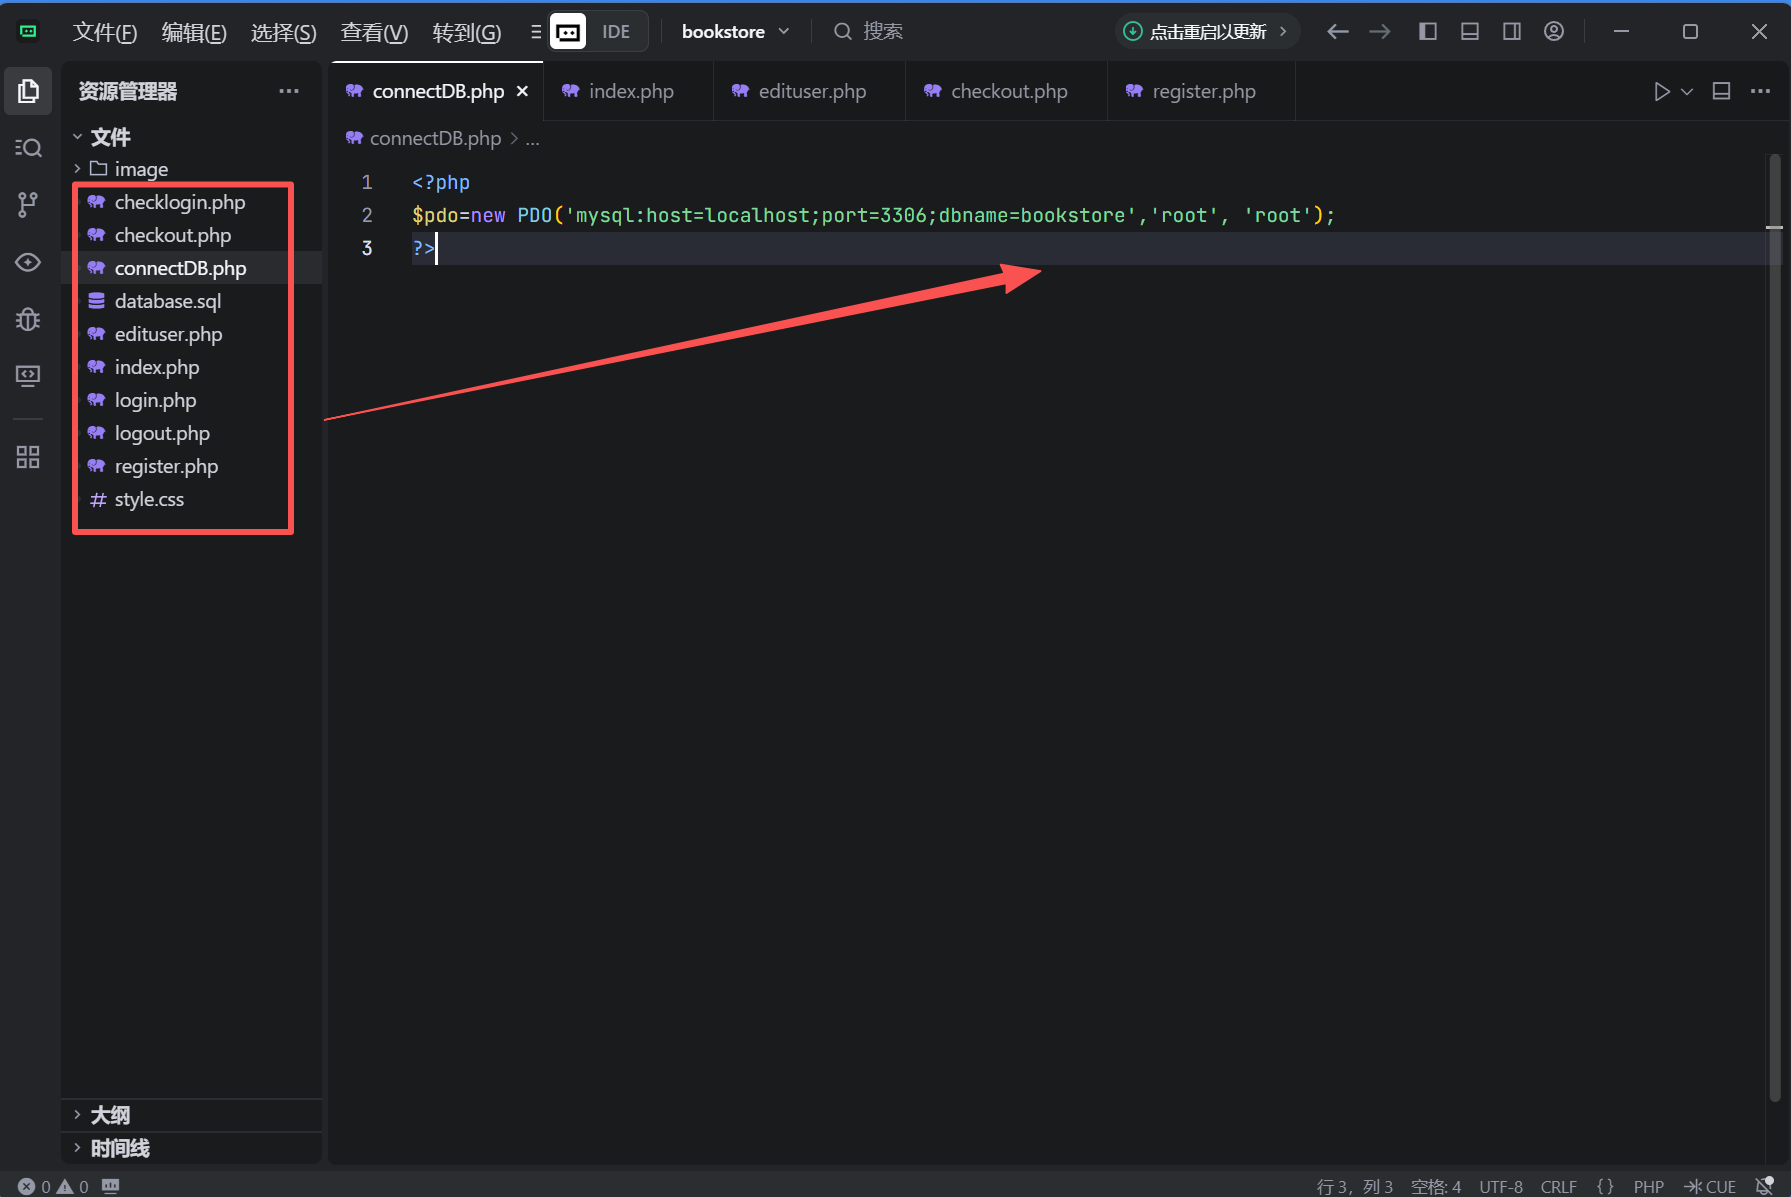 文件(F) 编辑(E) 选择(S) 查看(V) 转到(G) IDE bookstore 搜索 点击重启以更新
资源管理器
connectDB.php index.php edituser.php checkout.php register.php
文件
image
checklogin.php
checkout.php
connectDB.php
database.sql
edituser.php
index.php
login.php
logout.php
register.php
style.css
connectDB.php > ...
1 <?php
2 $pdo=new PDO('mysql:host=localhost;port=3306;dbname=bookstore','root', 'root');
3 ?>
大纲
时间线
0 0 行 3，列 3 空格: 4 UTF-8 CRLF {} PHP CUE